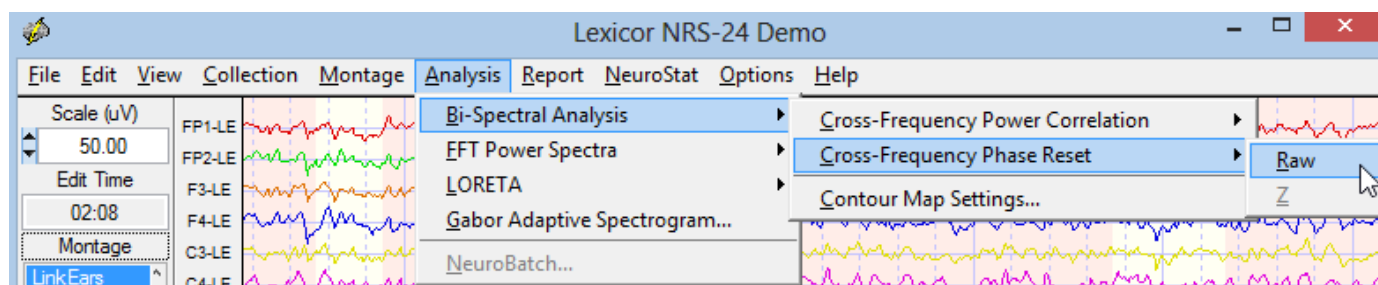 Lexicor NRS-24 Demo
File Edit View Collection Montage Analysis Report NeuroStat Options Help
Scale (uV)
50.00
Edit Time
02:08
Montage
LinkEars
FP1-LE
FP2-LE
F3-LE
F4-LE
C3-LE
C4-LE
Bi-Spectral Analysis
FFT Power Spectra
LORETA
Gabor Adaptive Spectrogram...
NeuroBatch...
Cross-Frequency Power Correlation
Cross-Frequency Phase Reset
Contour Map Settings...
Raw
Z